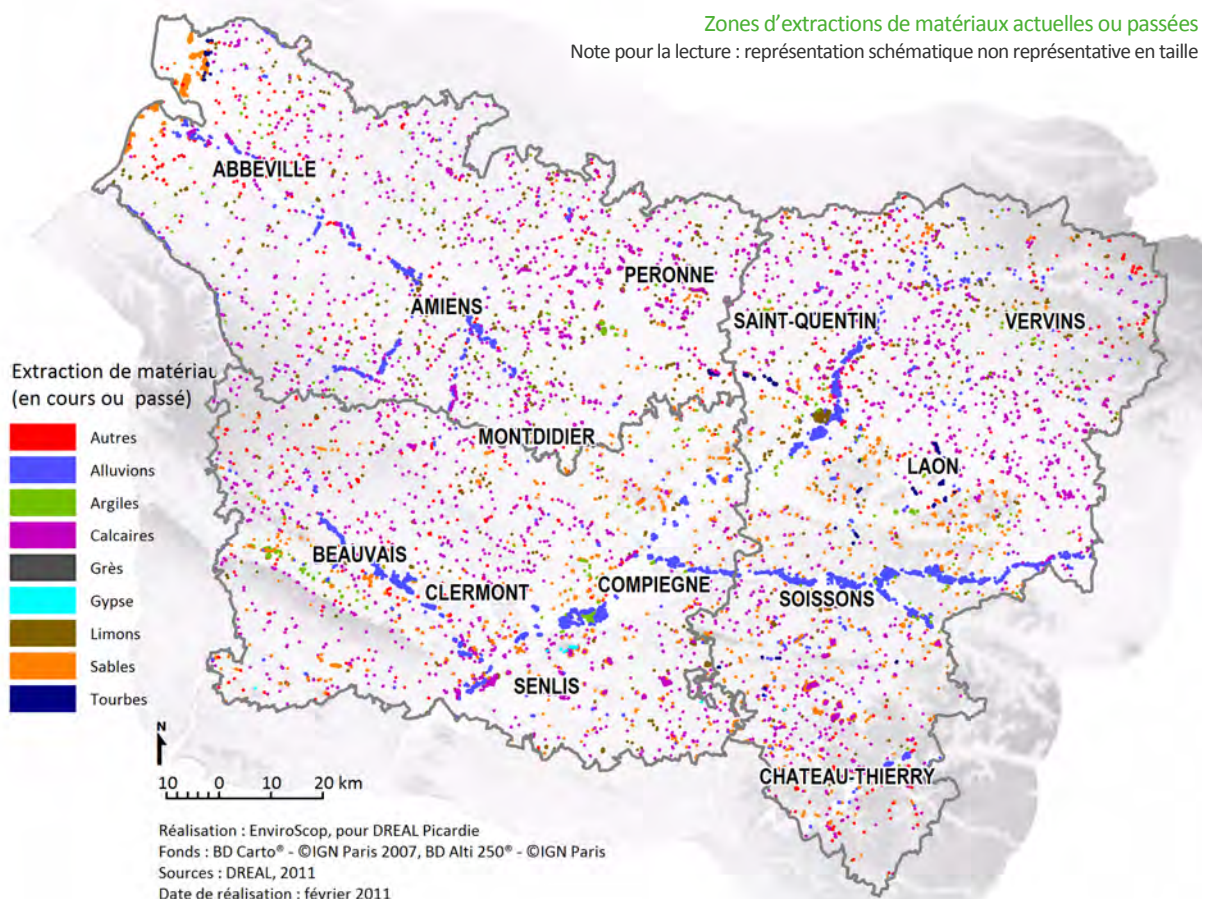 Zones d'extractions de matériaux actuelles ou passées
Note pour la lecture : représentation schématique non représentative en taille
ABBEVILLE
PERONNE
AMIENS
SAINT-QUENTIN
VERVINS
Extraction de matériau
(en cours ou passé)
Autres
Alluvions
Argiles
Calcaires
Grès
Gypse
Limons
Sables
Tourbes
MONTDIDIER
LAON
BEAUVAIS
CLERMONT
COMPIEGNE
SOISSONS
SENLIS
CHATEAU-THIERRY
N
10 0 10 20 km
Réalisation : EnviroScop, pour DREAL Picardie
Fonds : BD Carto® - ©IGN Paris 2007, BD Alti 250® - ©IGN Paris
Sources : DREAL, 2011
Date de réalisation : février 2011